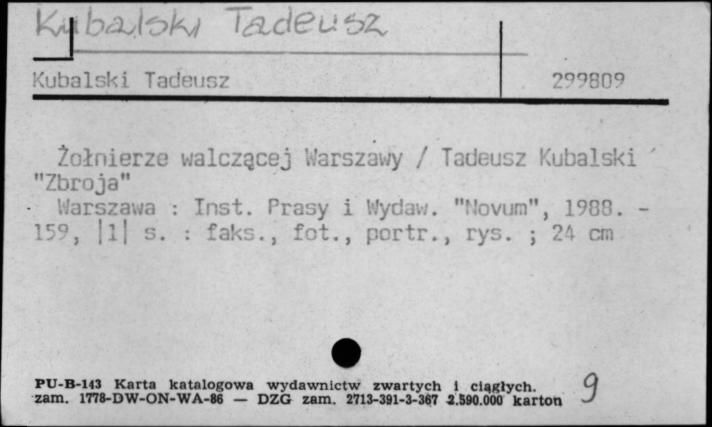 Kubalski Tadeusz
Kubalski Tadeusz 299809
Żołnierze walczącej Warszawy / Tadeusz Kubalski
"Zbroja"
Warszawa : Inst. Prasy i Wydaw. "Novum", 1988. -
159, |1| s. : faks., fot., portr., rys. ; 24 cm
PU-B-143 Karta katalogowa wydawnictw zwartych i ciągłych.
zam. 1778-DW-ON-WA-86 — DZG zam. 2713-391-3-367 2.590.000 karton
9